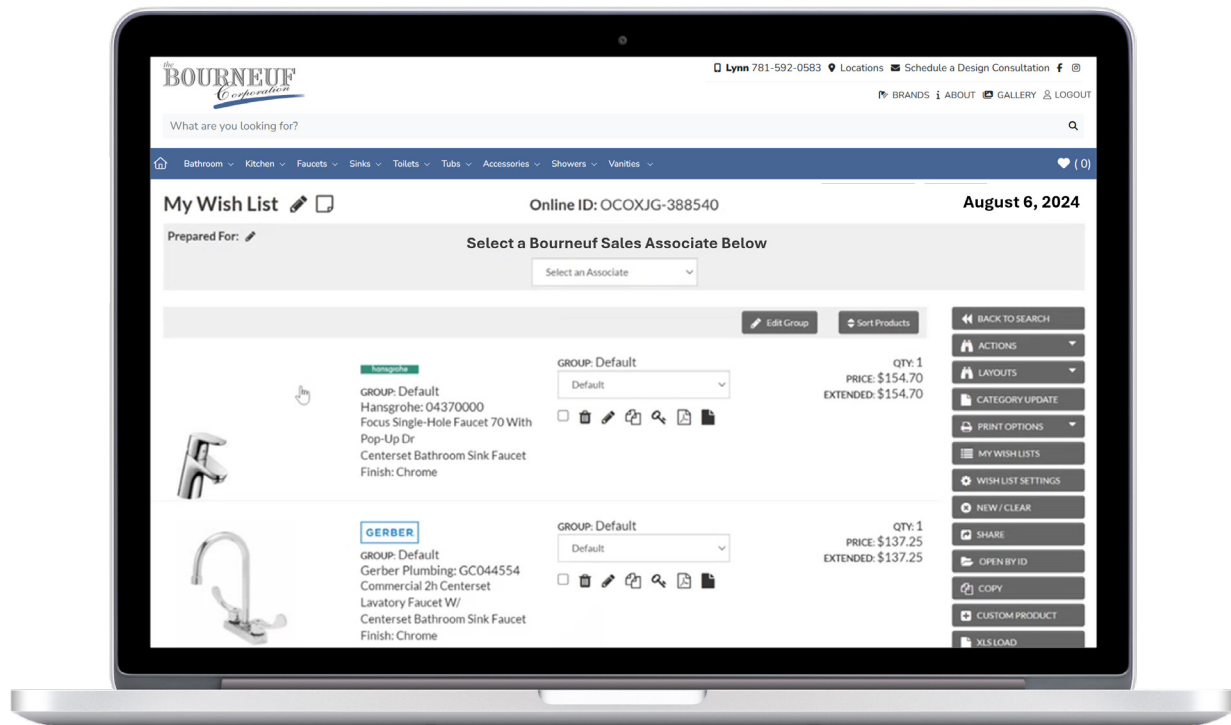 the
BOURNEUF
Corporation
Lynn 781-592-0583 Locations Schedule a Design Consultation
BRANDS ABOUT GALLERY LOGOUT
What are you looking for?
Bathroom Kitchen Faucets Sinks Toilets Tubs Accessories Showers Vanities ( 0)
My Wish List Online ID: OCOXJG-388540 August 6, 2024
Prepared For:
Select a Bourneuf Sales Associate Below
Select an Associate
Edit Group Sort Products
hansgrohe
GROUP: Default
Hansgrohe: 04370000
Focus Single-Hole Faucet 70 With
Pop-Up Dr
Centerset Bathroom Sink Faucet
Finish: Chrome
GROUP: Default
Default
QTY: 1
PRICE: $154.70
EXTENDED: $154.70
GERBER
GROUP: Default
Gerber Plumbing: GC044554
Commercial 2h Centerset
Lavatory Faucet W/
Centerset Bathroom Sink Faucet
Finish: Chrome
GROUP: Default
Default
QTY: 1
PRICE: $137.25
EXTENDED: $137.25
BACK TO SEARCH
ACTIONS
LAYOUTS
CATEGORY UPDATE
PRINT OPTIONS
MY WISH LISTS
WISH LIST SETTINGS
NEW / CLEAR
SHARE
OPEN BY ID
COPY
CUSTOM PRODUCT
XLS LOAD